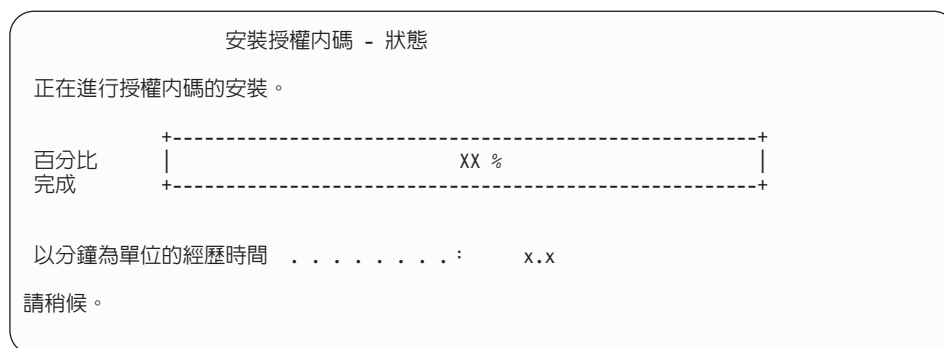 安裝授權內碼 - 狀態
正在進行授權內碼的安裝。
+-------------------------------------------------------+
百分比 | XX % |
完成 +-------------------------------------------------------+
以分鐘為單位的經歷時間 . . . . . . . . : x.x
請稍候。